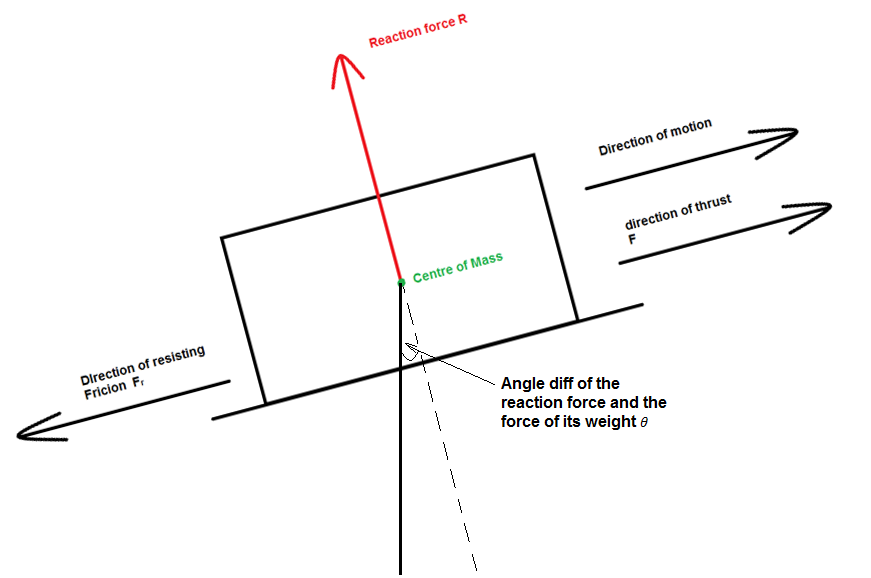 Reaction force R
Direction of motion
direction of thrust
F
Centre of Mass
DIrection of resisting
Fricion Fr
Angle diff of the
reaction force and the
force of its weight θ